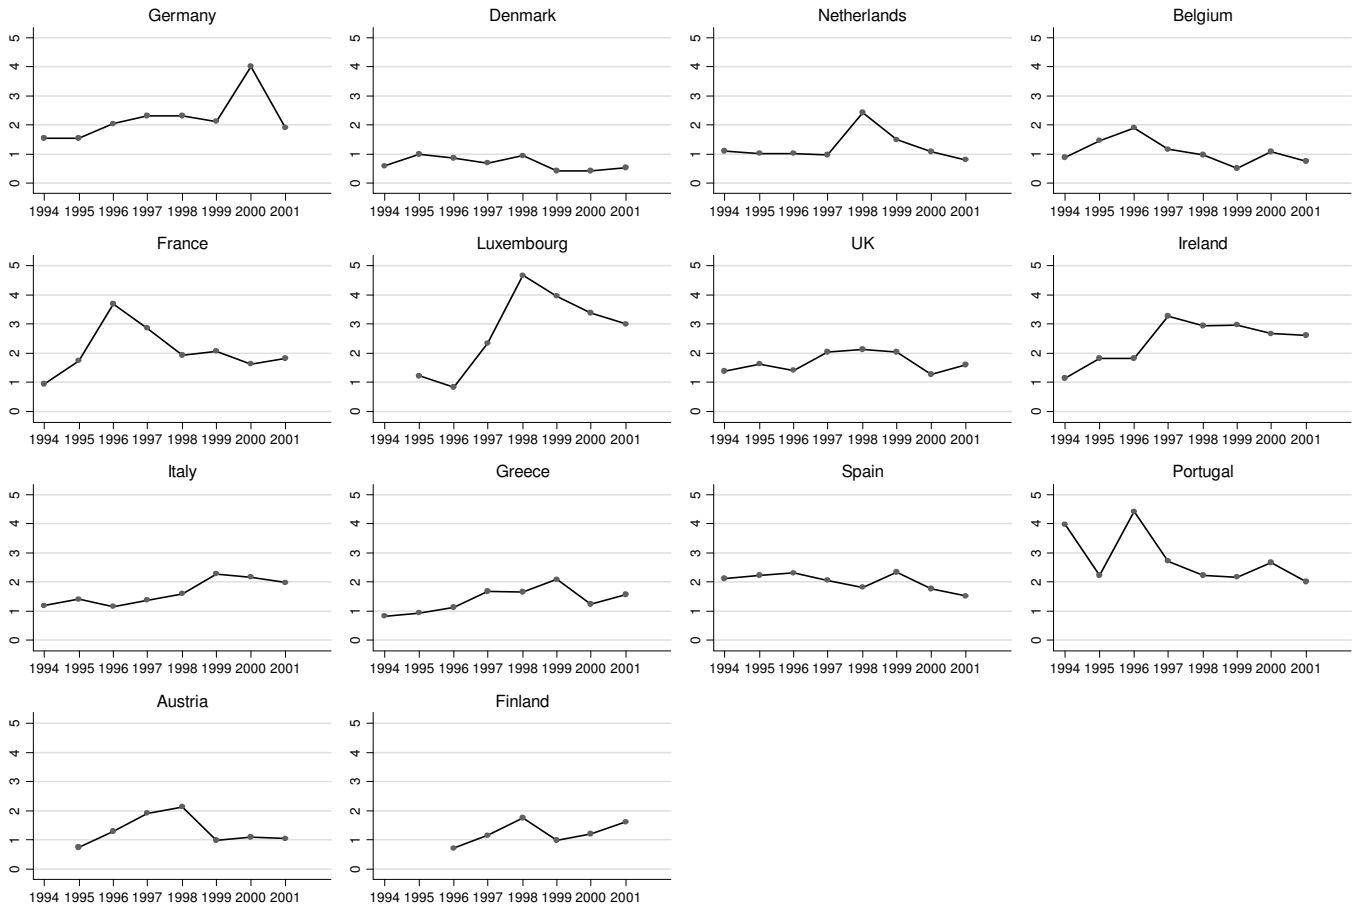 Germany Denmark Netherlands Belgium
5 5 5 5
4 4 4 4
3 3 3 3
2 2 2 2
1 1 1 1
0 0 0 0
1994 1995 1996 1997 1998 1999 2000 2001 1994 1995 1996 1997 1998 1999 2000 2001 1994 1995 1996 1997 1998 1999 2000 2001 1994 1995 1996 1997 1998 1999 2000 2001
France Luxembourg UK Ireland
5 5 5 5
4 4 4 4
3 3 3 3
2 2 2 2
1 1 1 1
0 0 0 0
1994 1995 1996 1997 1998 1999 2000 2001 1994 1995 1996 1997 1998 1999 2000 2001 1994 1995 1996 1997 1998 1999 2000 2001 1994 1995 1996 1997 1998 1999 2000 2001
Italy Greece Spain Portugal
5 5 5 5
4 4 4 4
3 3 3 3
2 2 2 2
1 1 1 1
0 0 0 0
1994 1995 1996 1997 1998 1999 2000 2001 1994 1995 1996 1997 1998 1999 2000 2001 1994 1995 1996 1997 1998 1999 2000 2001 1994 1995 1996 1997 1998 1999 2000 2001
Austria Finland
5 5
4 4
3 3
2 2
1 1
0 0
1994 1995 1996 1997 1998 1999 2000 2001 1994 1995 1996 1997 1998 1999 2000 2001